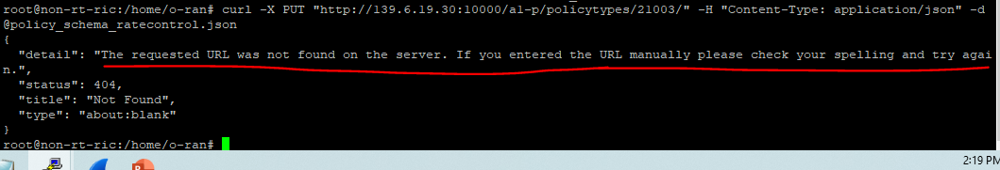 root@non-rt-ric:/home/o-ran# curl -X PUT "http://139.6.19.30:10000/a1-p/policytypes/21003/" -H "Content-Type: application/json" -d
@policy_schema_ratecontrol.json
{
  "detail": "The requested URL was not found on the server. If you entered the URL manually please check your spelling and try agai
n.",
  "status": 404,
  "title": "Not Found",
  "type": "about:blank"
}
root@non-rt-ric:/home/o-ran#
2:19 PM